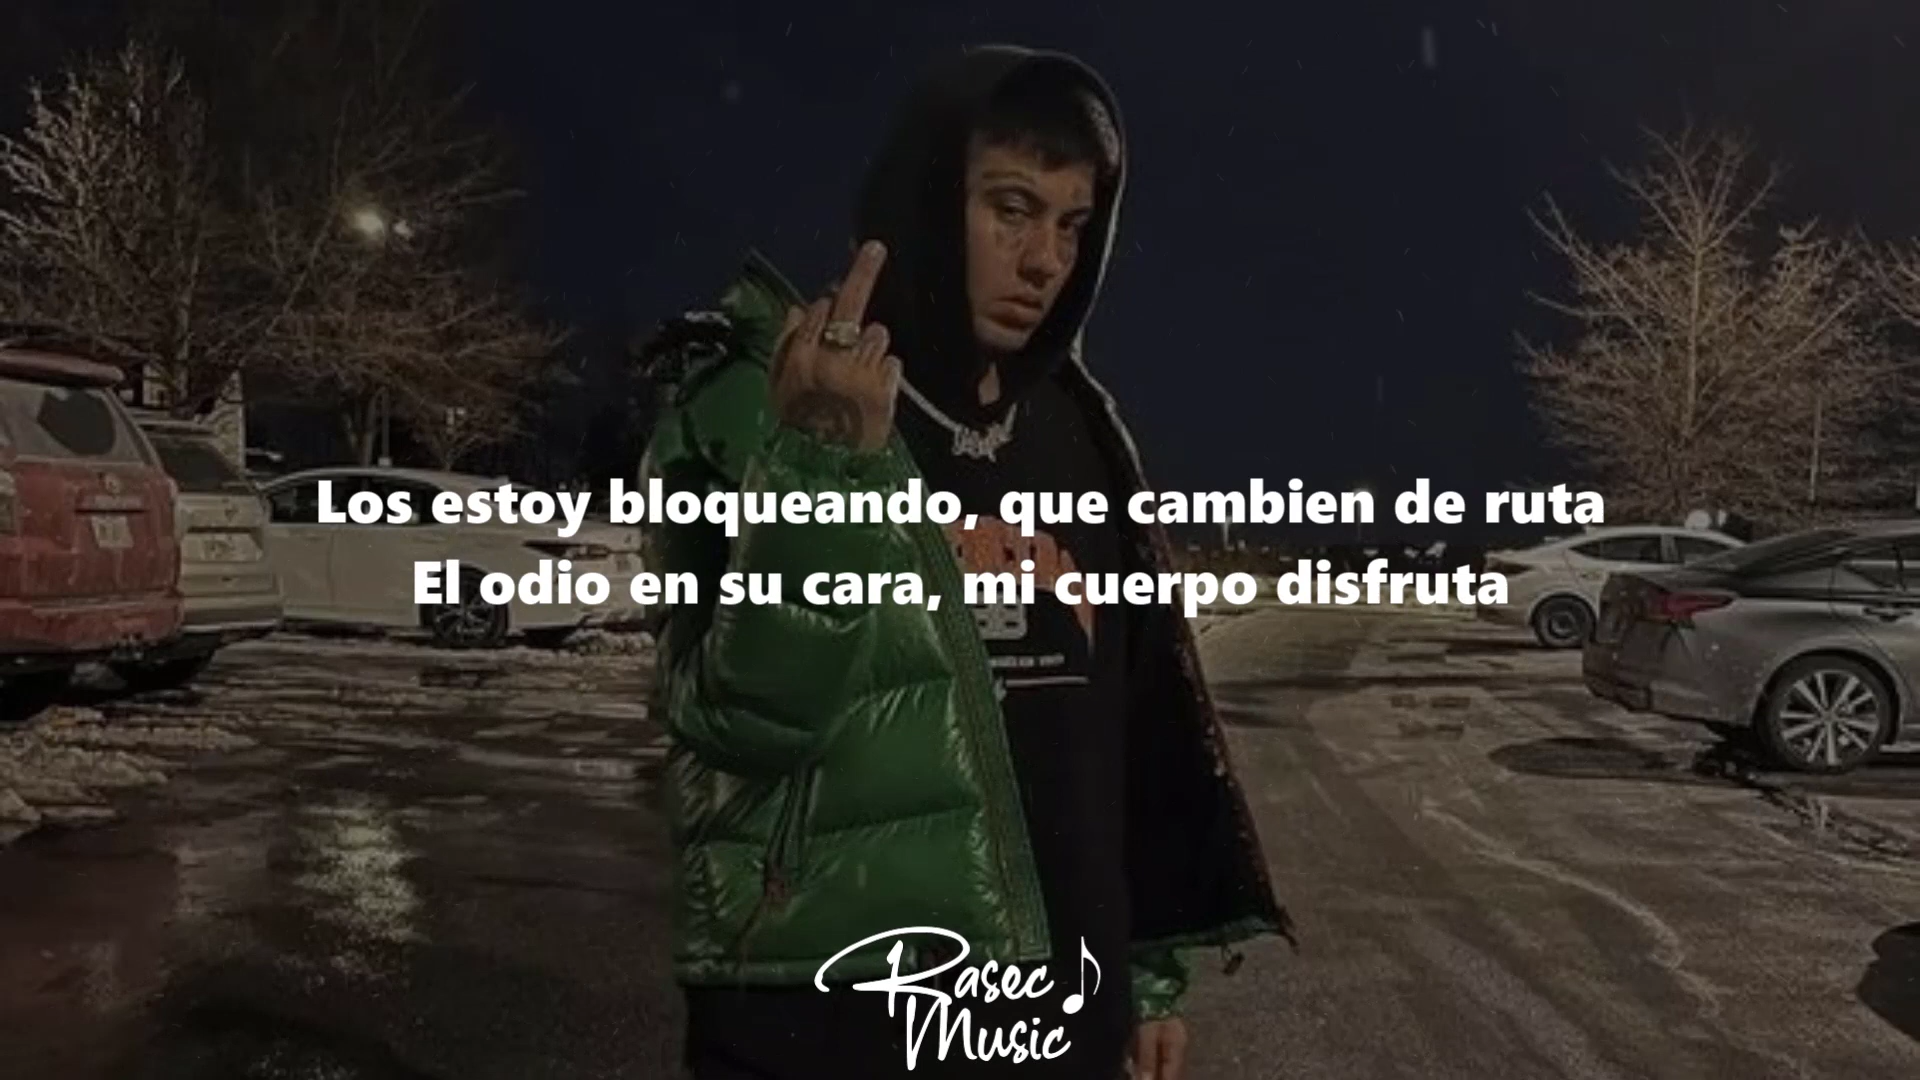 Los estoy bloqueando, que cambien de ruta
El odio en su cara, mi cuerpo disfruta
Rasec
Music